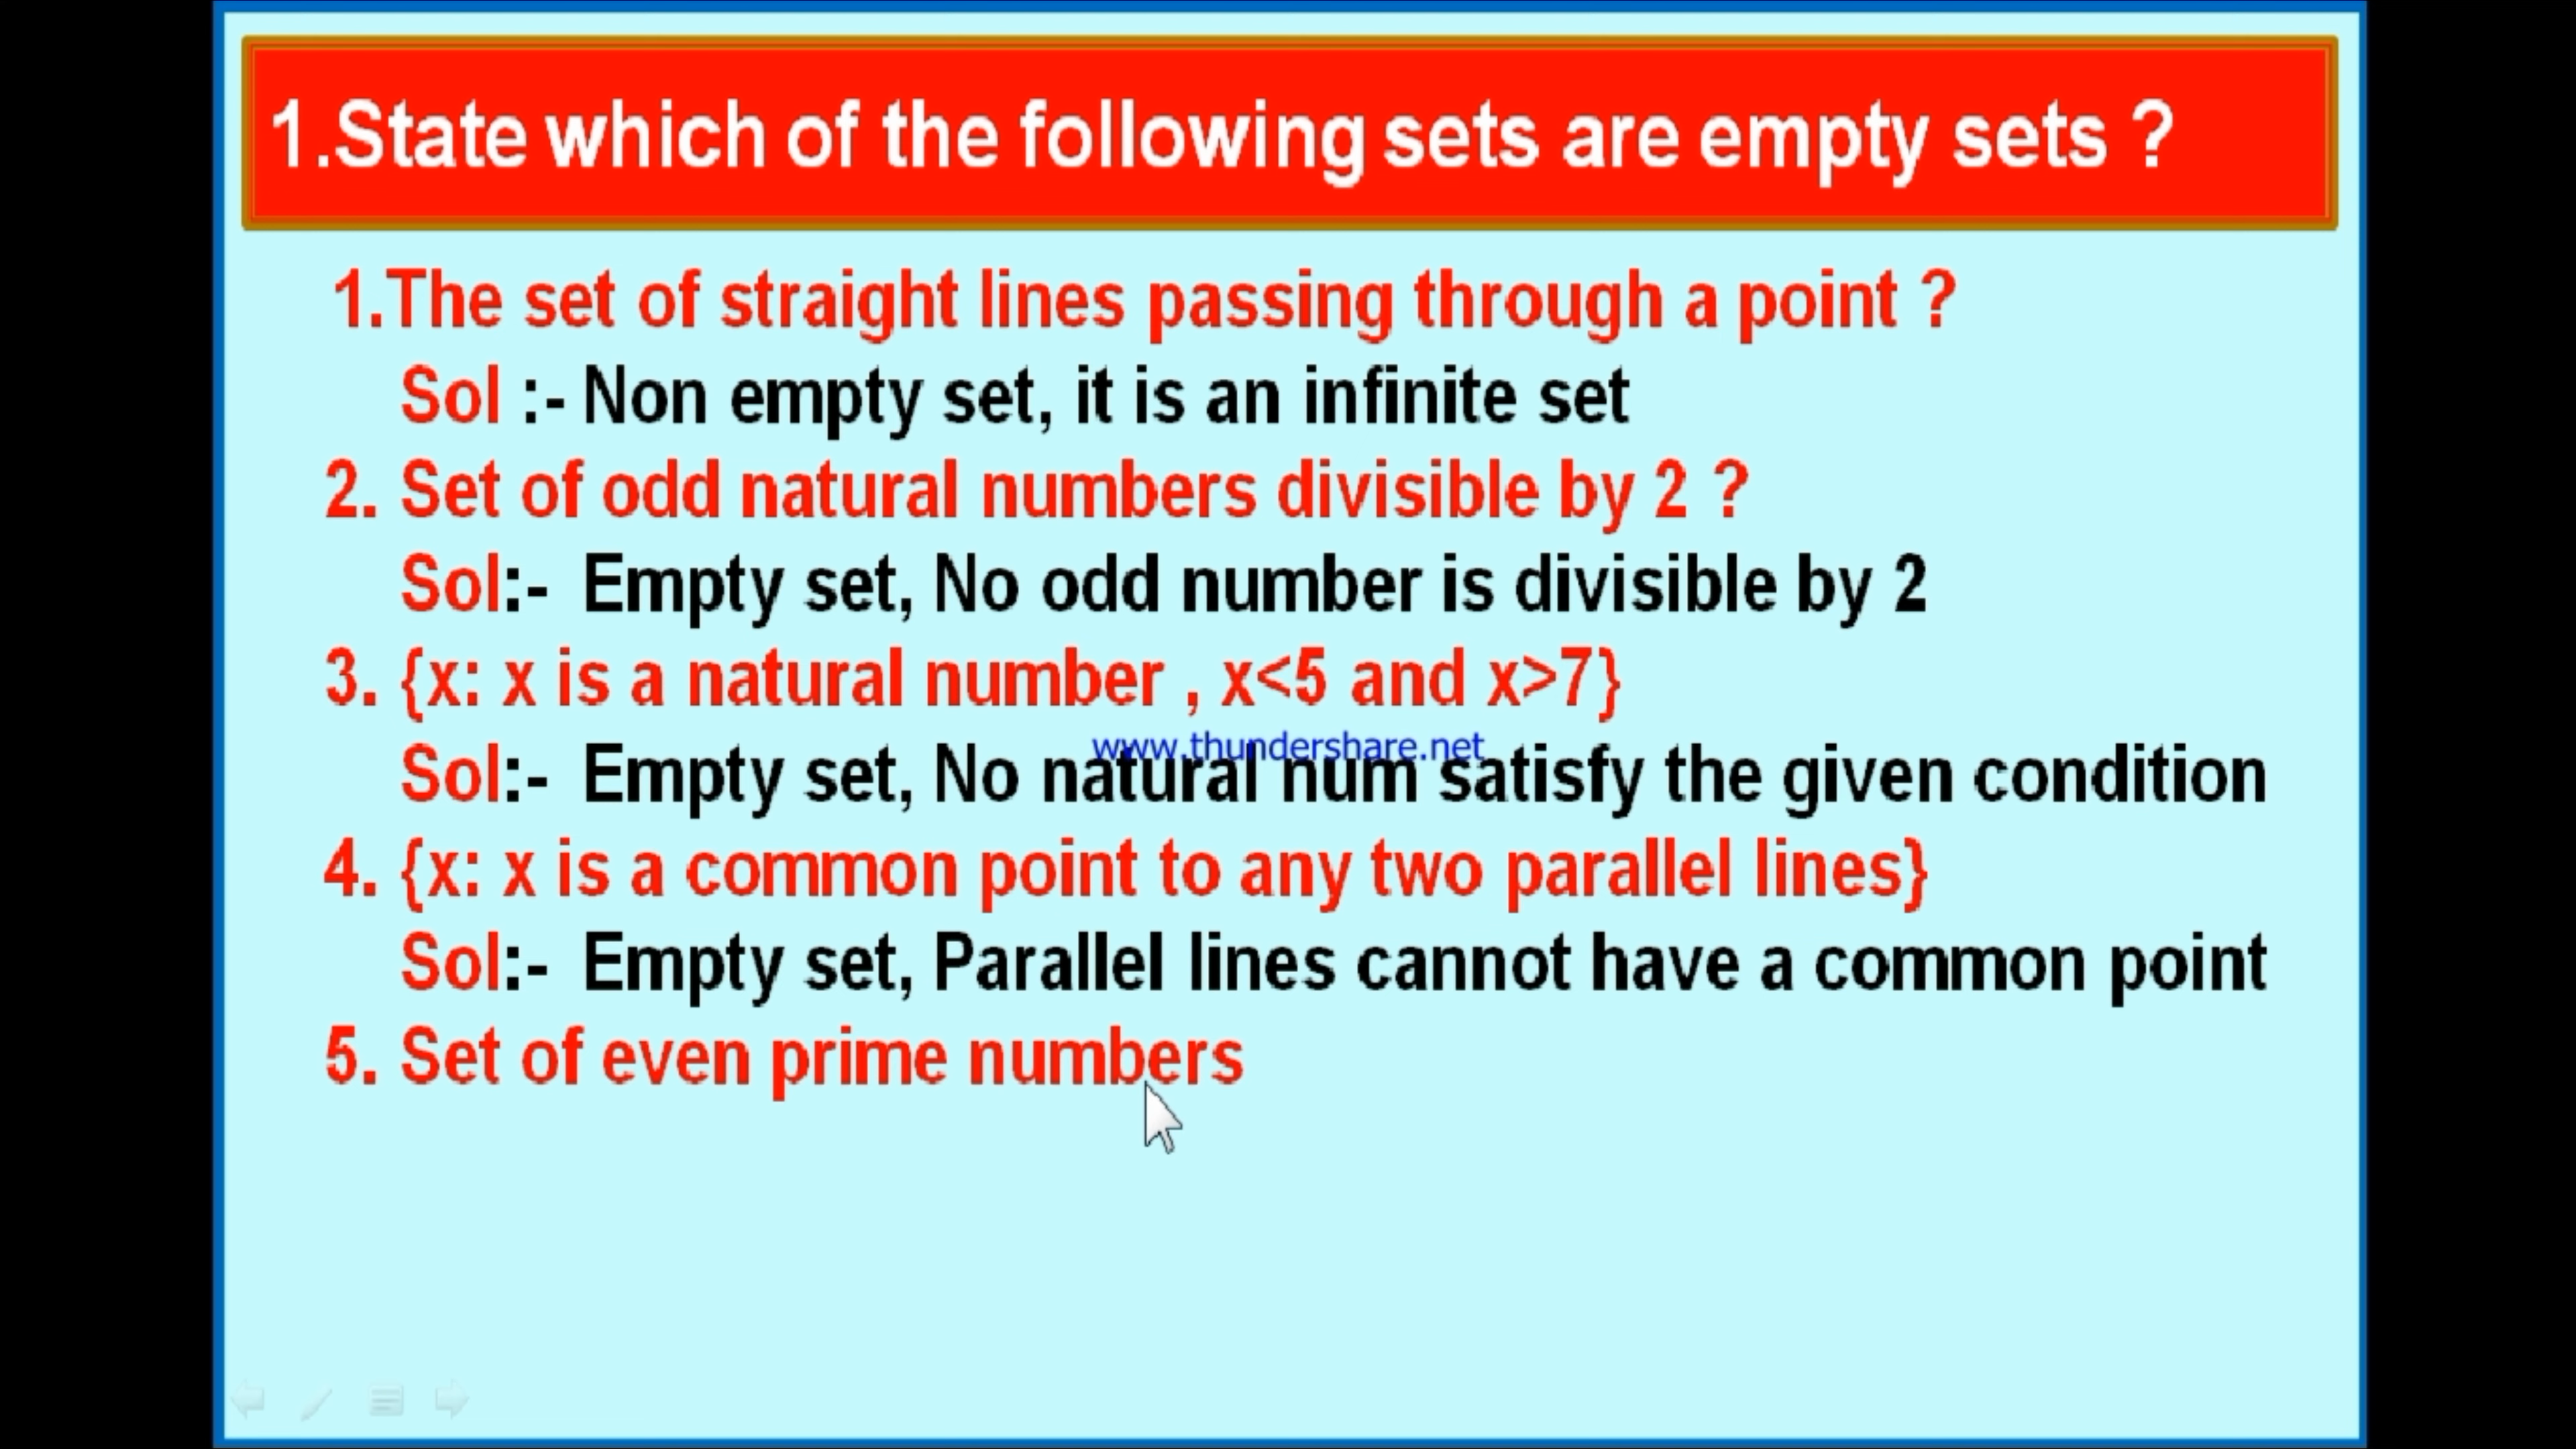 1.State which of the following sets are empty sets ?
1.The set of straight lines passing through a point ?
Sol :- Non empty set, it is an infinite set
2. Set of odd natural numbers divisible by 2 ?
Sol:- Empty set, No odd number is divisible by 2
3. {x: x is a natural number , x<5 and x>7}
www.thundershare.net
Sol:- Empty set, No natural num satisfy the given condition
4. {x: x is a common point to any two parallel lines}
Sol:- Empty set, Parallel lines cannot have a common point
5. Set of even prime numbers